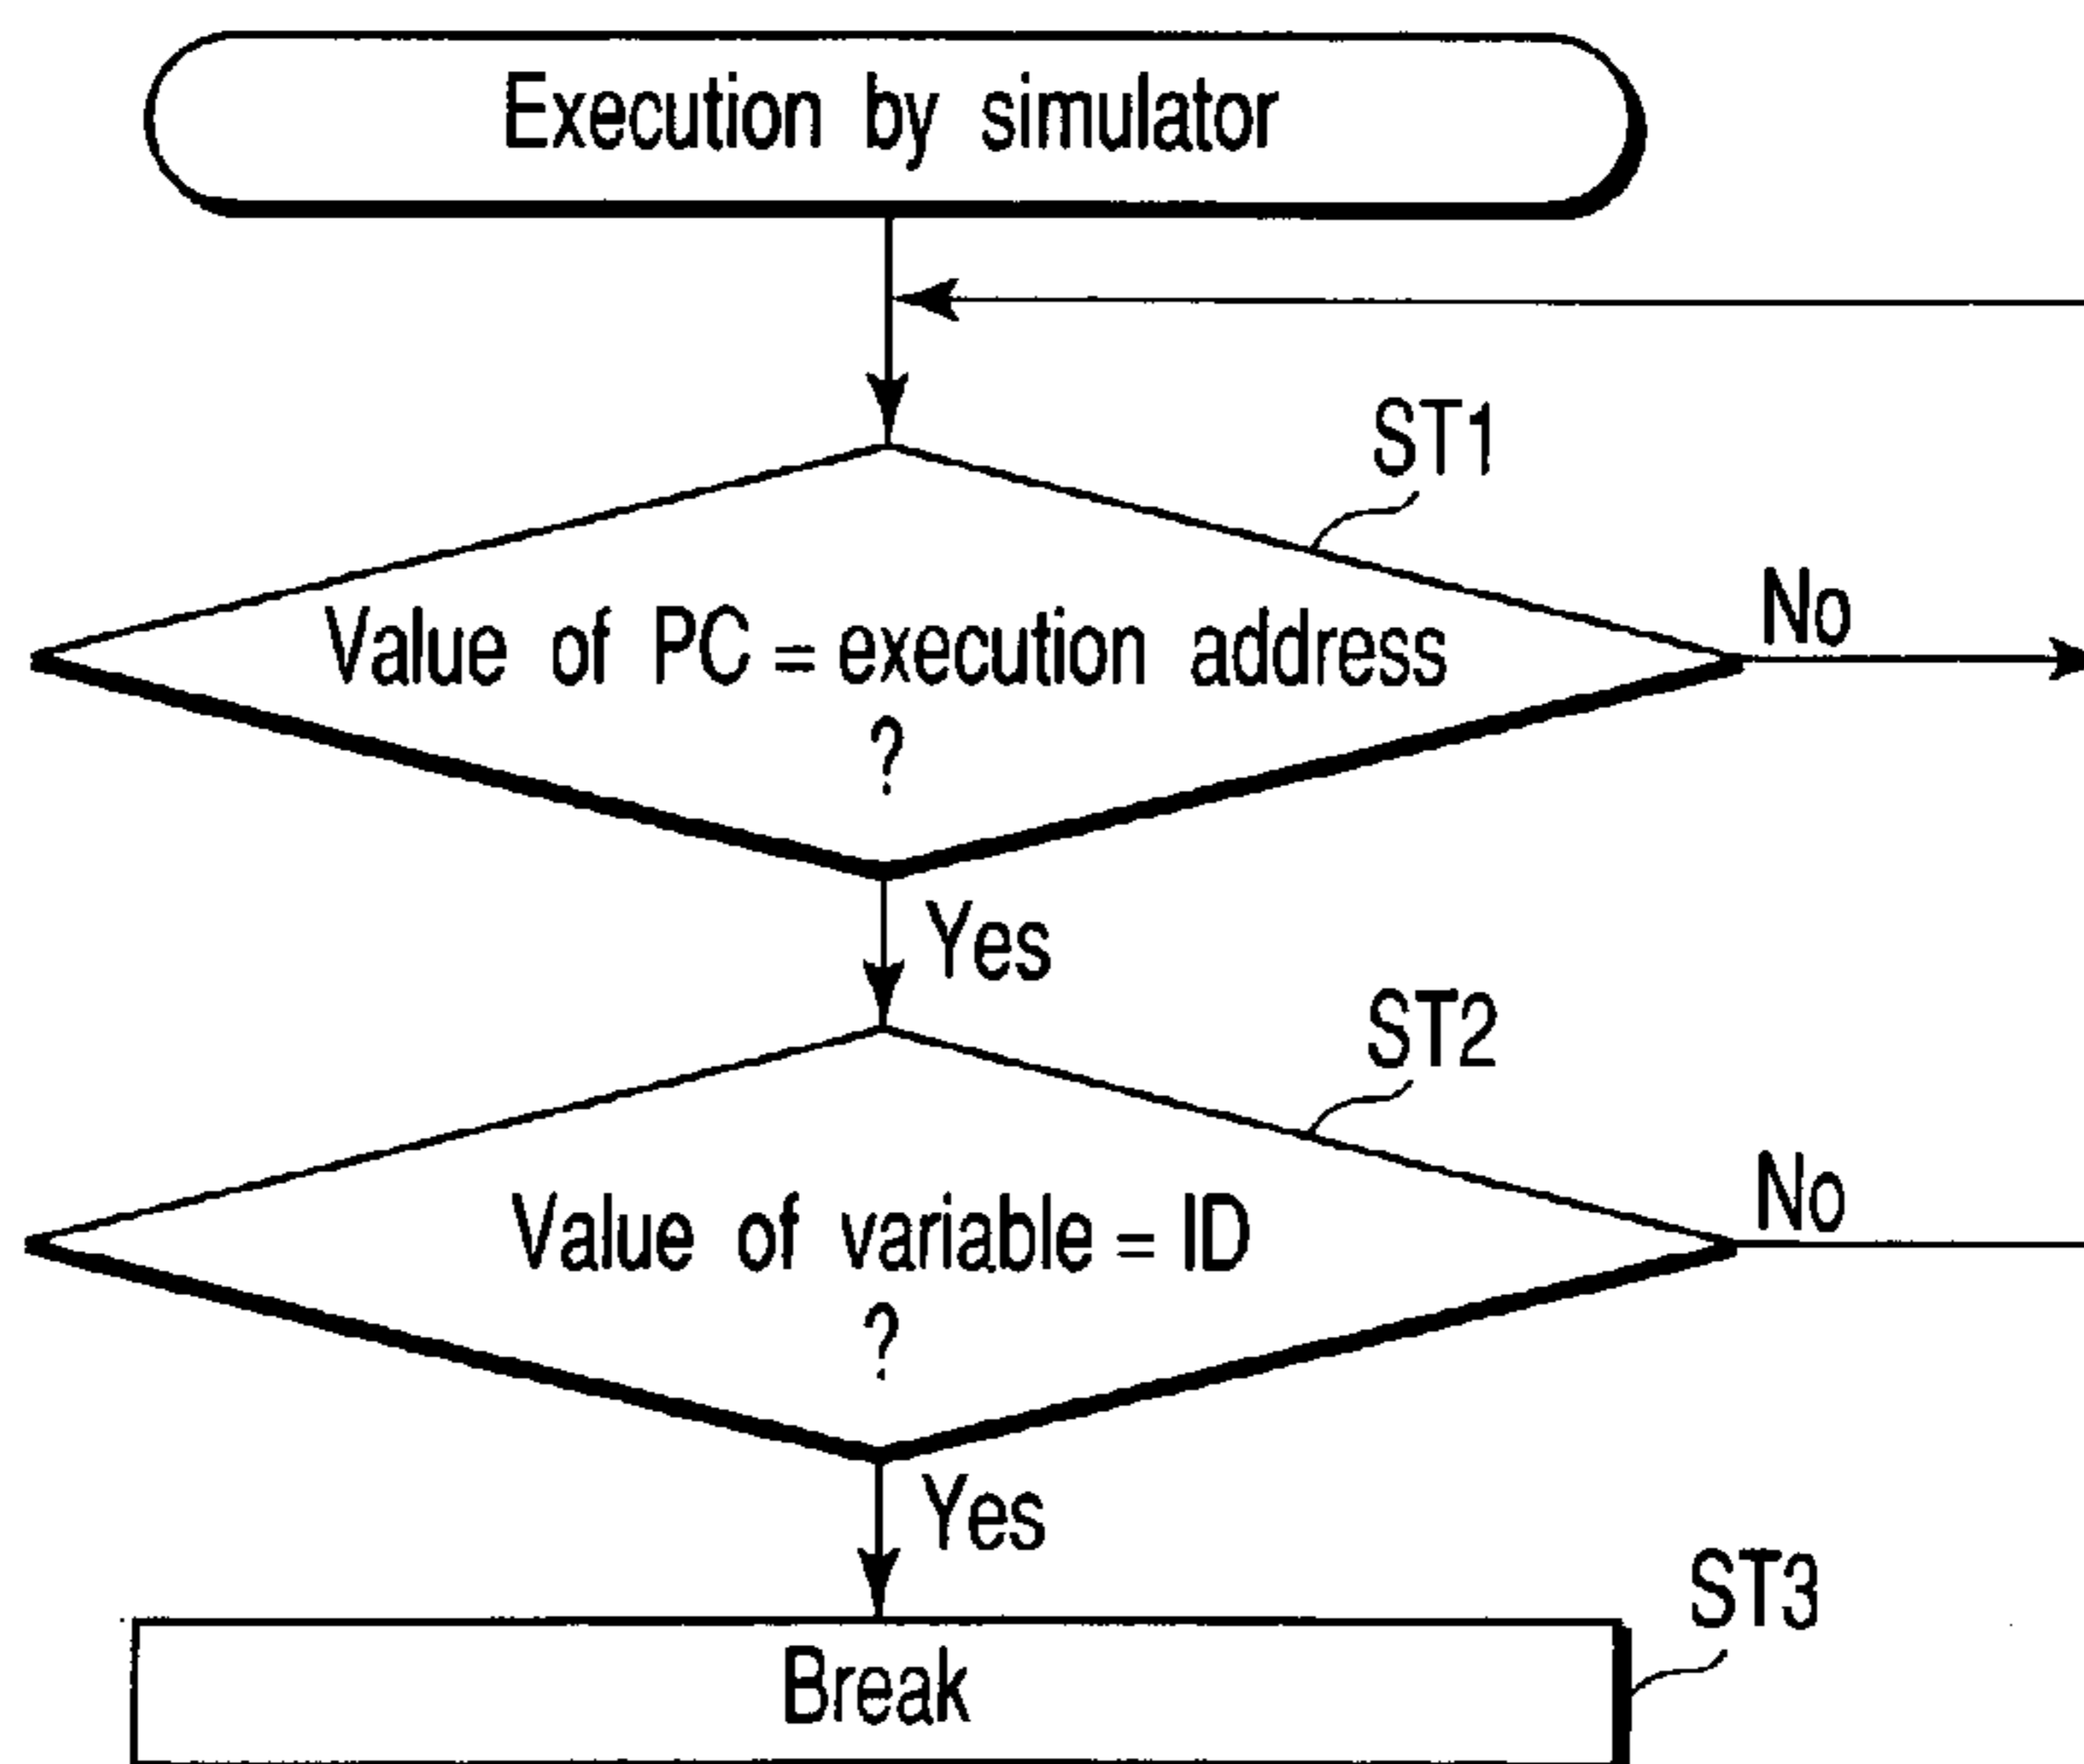 Execution by simulator
ST1
Value of PC = execution address
?
No
Yes
ST2
Value of variable = ID
?
No
Yes
ST3
Break